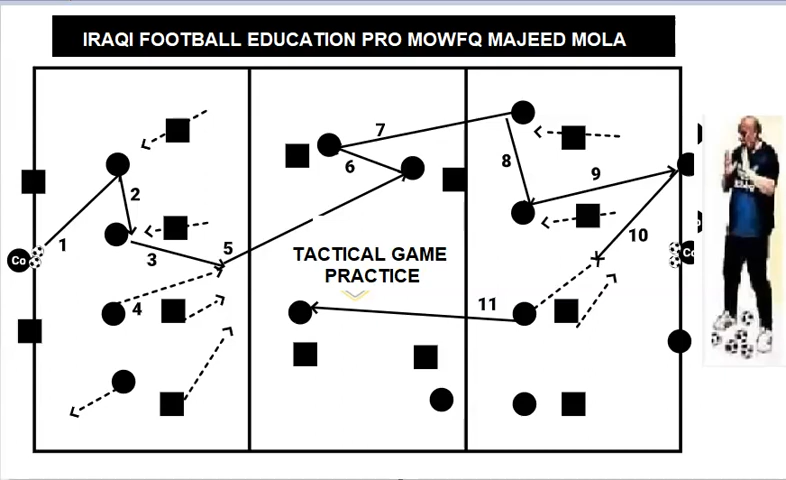 IRAQI FOOTBALL EDUCATION PRO MOWFQ MAJEED MOLA
7
6
8
9
2
1
Co
3
5
10
Co
4
TACTICAL GAME
PRACTICE
11